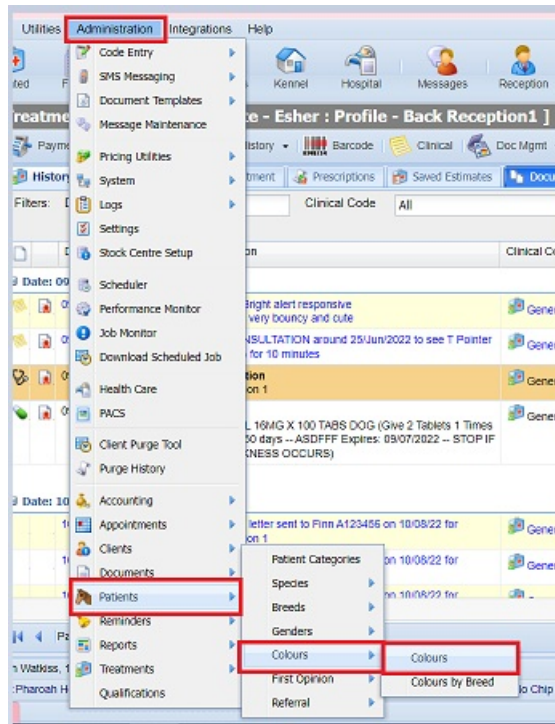 Utilities Administration Integrations Help
Kennel Hospital Messages Reception
te - Esher : Profile - Back Reception1 ]
Barcode Clinical Doc Mgmt
History
Prescriptions Saved Estimates
Filters:
Clinical Code All
Date: 09
Bright alert responsive
very bouncy and cute
around 25/Jun/2022 to see T Pointer
for 10 minutes
on 1
16MG X 100 TABS DOG (Give 2 Tablets 1 Times
days -- ASDFFF Expires: 09/07/2022 -- STOP IF
OCCURS)
Date: 10
letter sent to Finn A123456 on 10/08/22 for
on 1
on 10/08/22 for
on 10/08/22 for
Code Entry
SMS Messaging
Document Templates
Message Maintenance
Pricing Utilities
System
Logs
Settings
Stock Centre Setup
Scheduler
Performance Monitor
Job Monitor
Download Scheduled Job
Health Care
PACS
Client Purge Tool
Purge History
Accounting
Appointments
Clients
Documents
Patients
Reminders
Reports
Treatments
Qualifications
Patient Categories
Species
Breeds
Genders
Colours
First Opinion
Referral
Colours
Colours by Breed
Watkiss,
Pharoah
Chip